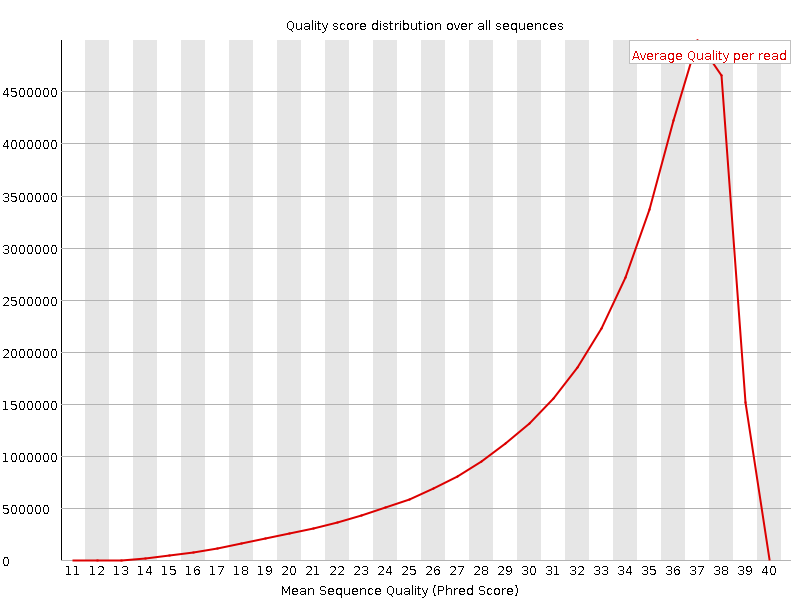 Quality score distribution over all sequences
Average Quality per read
4500000
4000000
3500000
3000000
2500000
2000000
1500000
1000000
500000
0
11 12 13 14 15 16 17 18 19 20 21 22 23 24 25 26 27 28 29 30 31 32 33 34 35 36 37 38 39 40
Mean Sequence Quality (Phred Score)